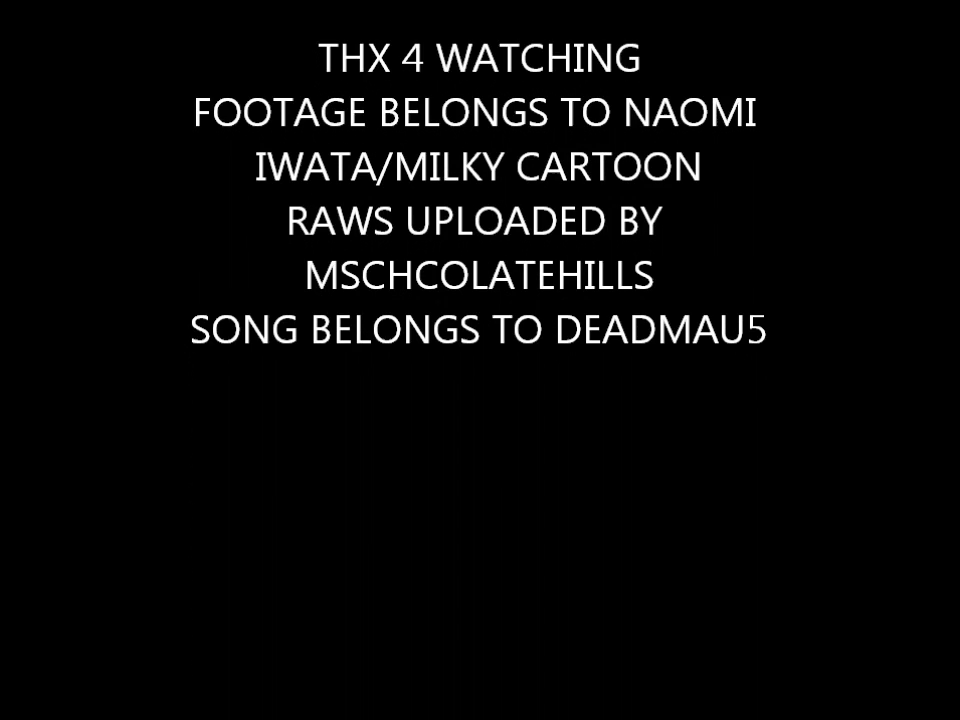 THX 4 WATCHING
FOOTAGE BELONGS TO NAOMI
IWATA/MILKY CARTOON
RAWS UPLOADED BY
MSCHCOLATEHILLS
SONG BELONGS TO DEADMAU5